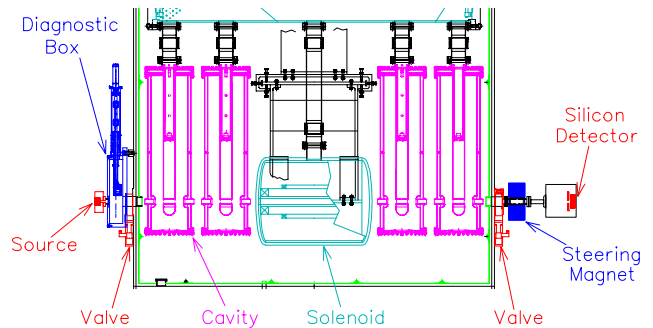 Diagnostic
Box
Silicon
Detector
Source
Steering
Magnet
Valve
Cavity
Solenoid
Valve